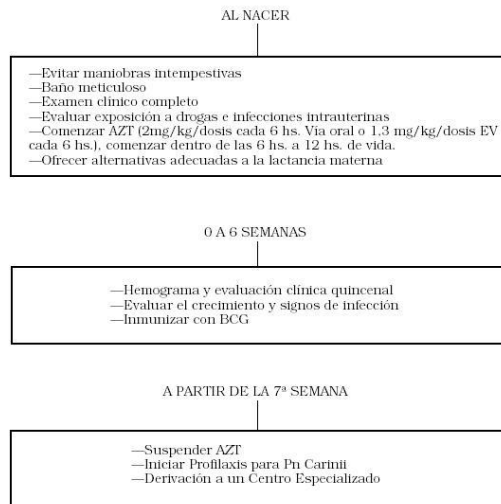 AL NACER
—Evitar maniobras intempestivas
—Baño meticuloso
—Examen clínico completo
—Evaluar exposición a drogas e infecciones intrauterinas
—Comenzar AZT (2mg/kg/dosis cada 6 hs. Vía oral o 1,3 mg/kg/dosis EV
cada 6 hs.), comenzar dentro de las 6 hs. a 12 hs. de vida.
—Ofrecer alternativas adecuadas a la lactancia materna
0 A 6 SEMANAS
—Hemograma y evaluación clínica quincenal
—Evaluar el crecimiento y signos de infección
—Inmunizar con BCG
A PARTIR DE LA 7ª SEMANA
—Suspender AZT
—Iniciar Profilaxis para Pn Carinii
—Derivación a un Centro Especializado